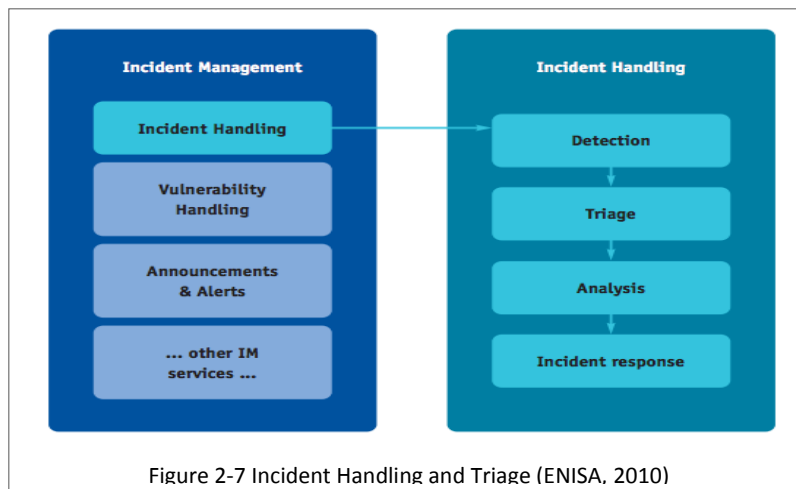 Incident Management
Incident Handling
Vulnerability
Handling
Announcements
& Alerts
... other IM
services ...
Incident Handling
Detection
Triage
Analysis
Incident response
Figure 2-7 Incident Handling and Triage (ENISA, 2010)